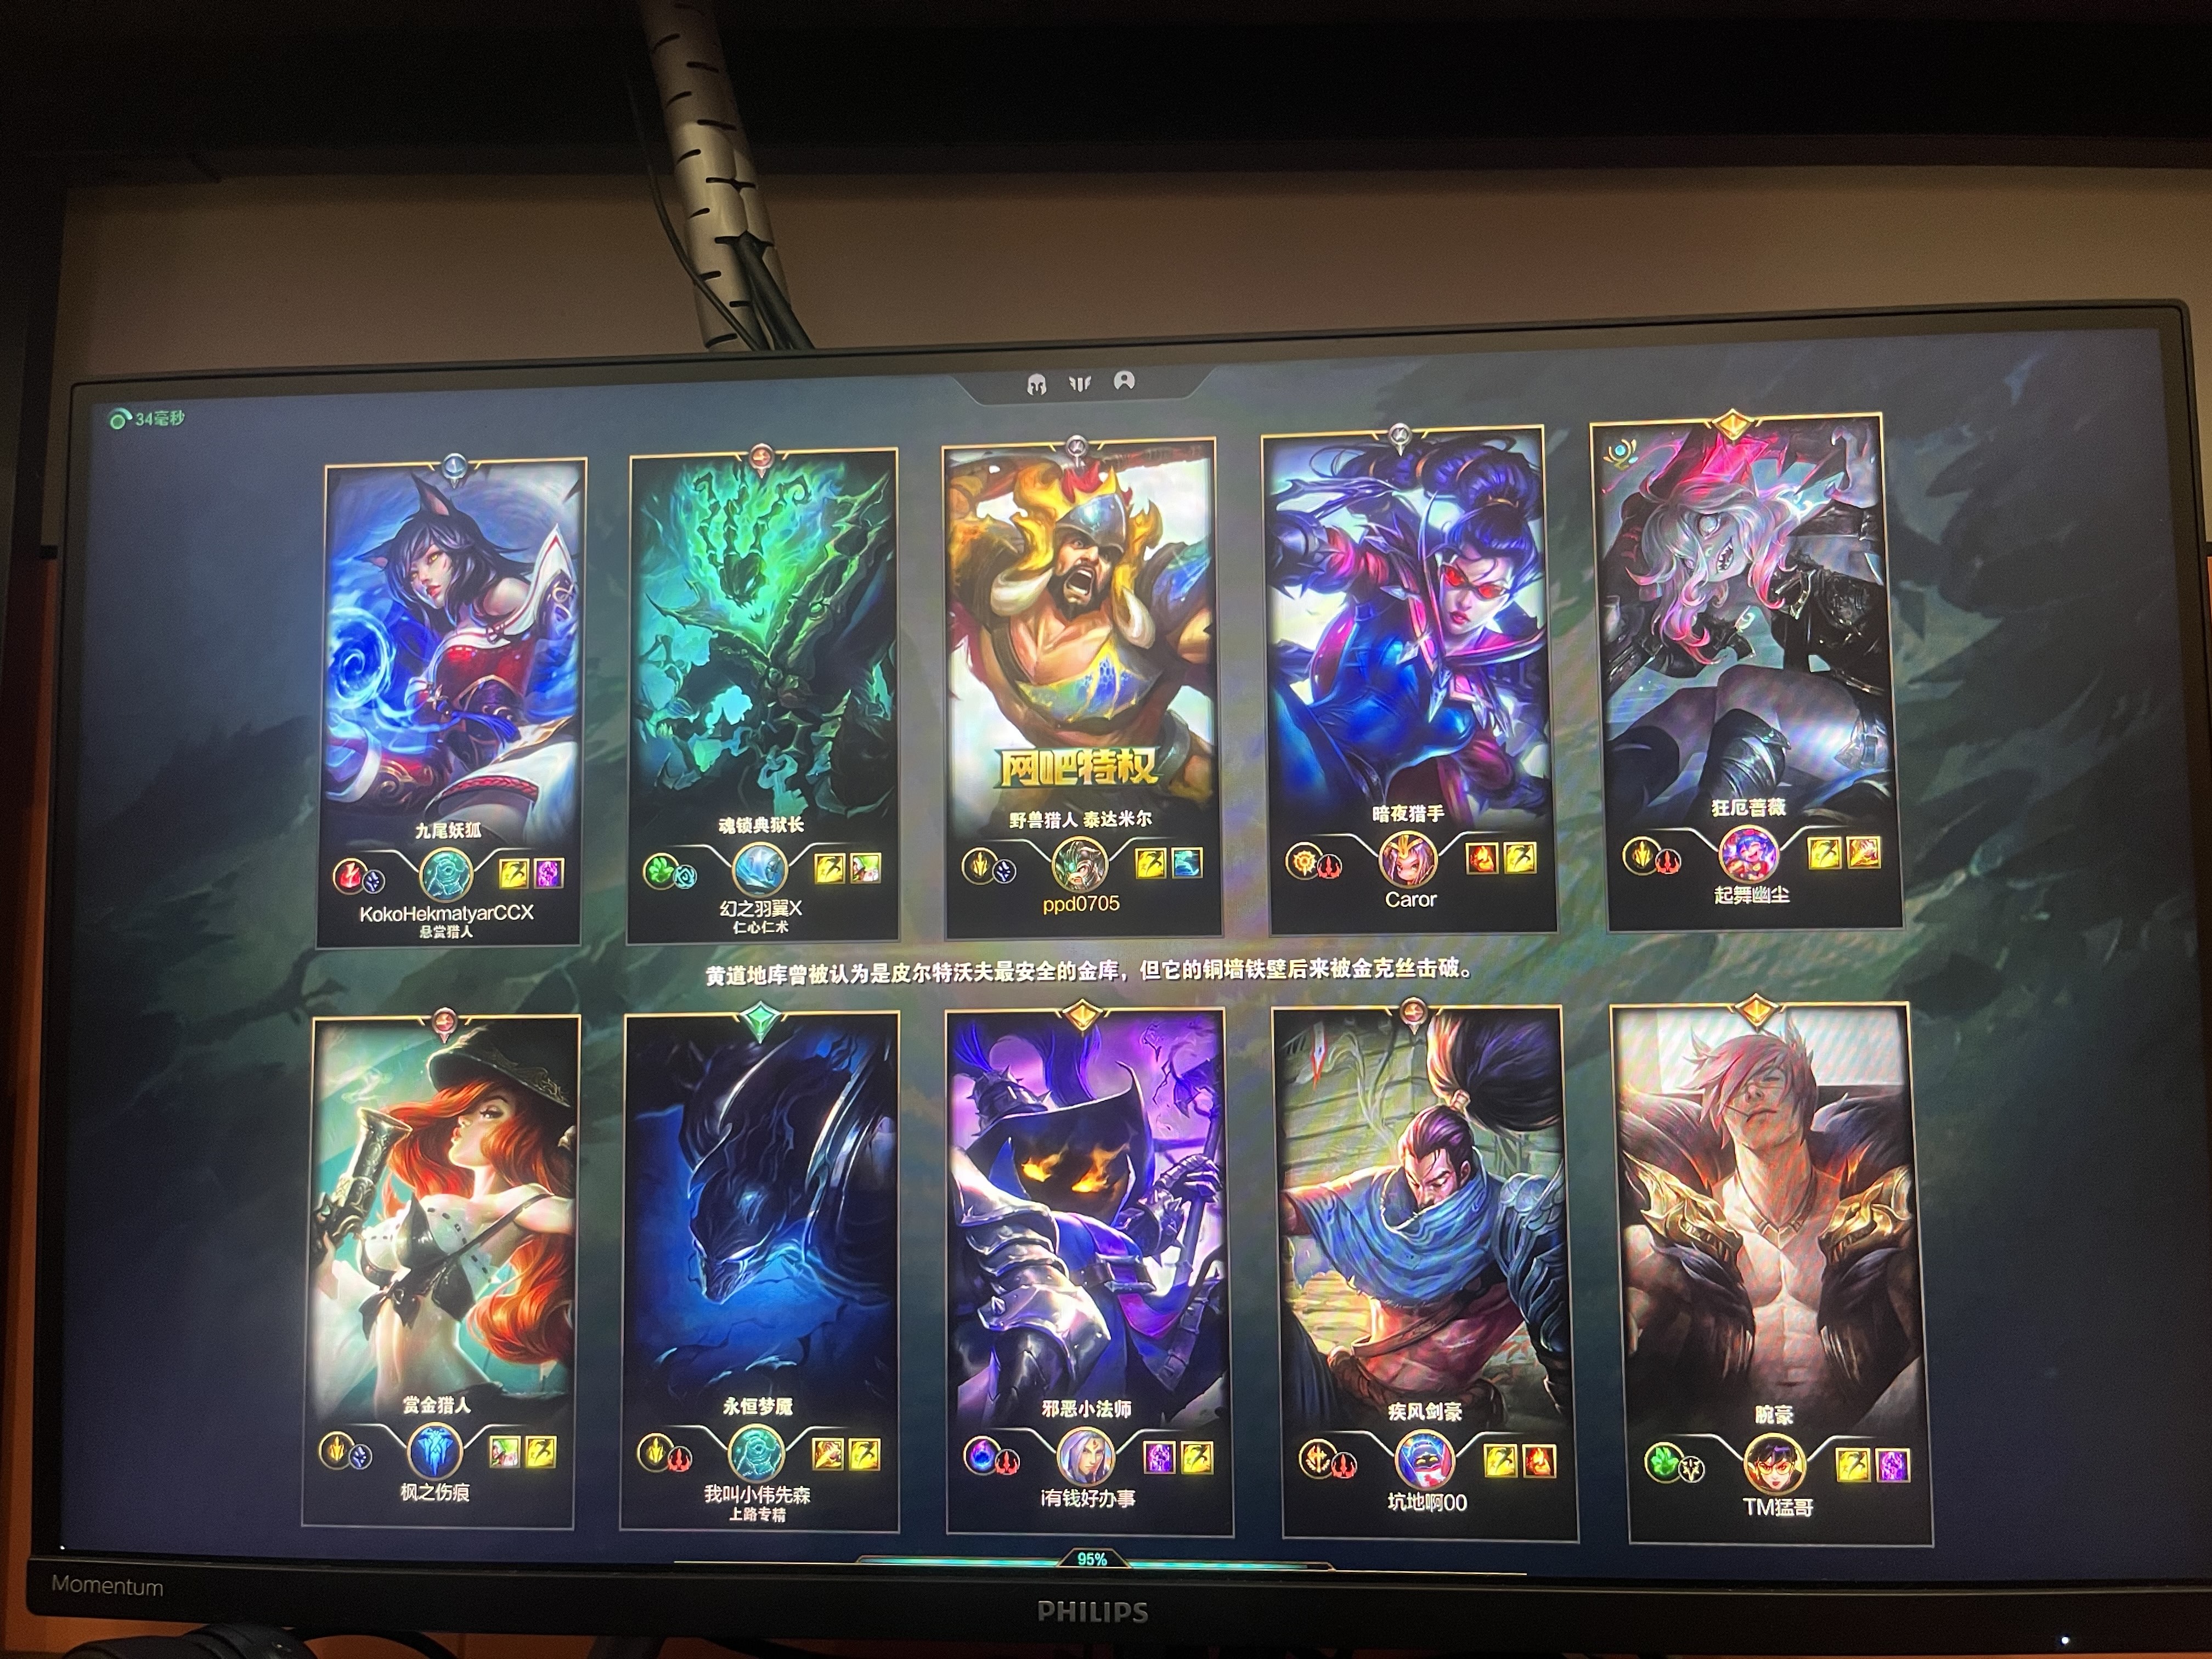 34毫秒
网吧特权
九尾妖狐
魂锁典狱长
野兽猎人 泰达米尔
暗夜猎手
狂厄蔷薇
KokoHekmatyarCCX
悬赏猎人
幻之羽翼X
仁心仁术
ppd0705
Caror
起舞幽尘
黄道地库曾被认为是皮尔特沃夫最安全的金库，但它的铜墙铁壁后来被金克丝击破。
赏金猎人
永恒梦魇
邪恶小法师
疾风剑豪
腕豪
枫之伤痕
我叫小伟先森
上路专精
i有钱好办事
坑地啊00
TM猛哥
95%
Momentum
PHILIPS